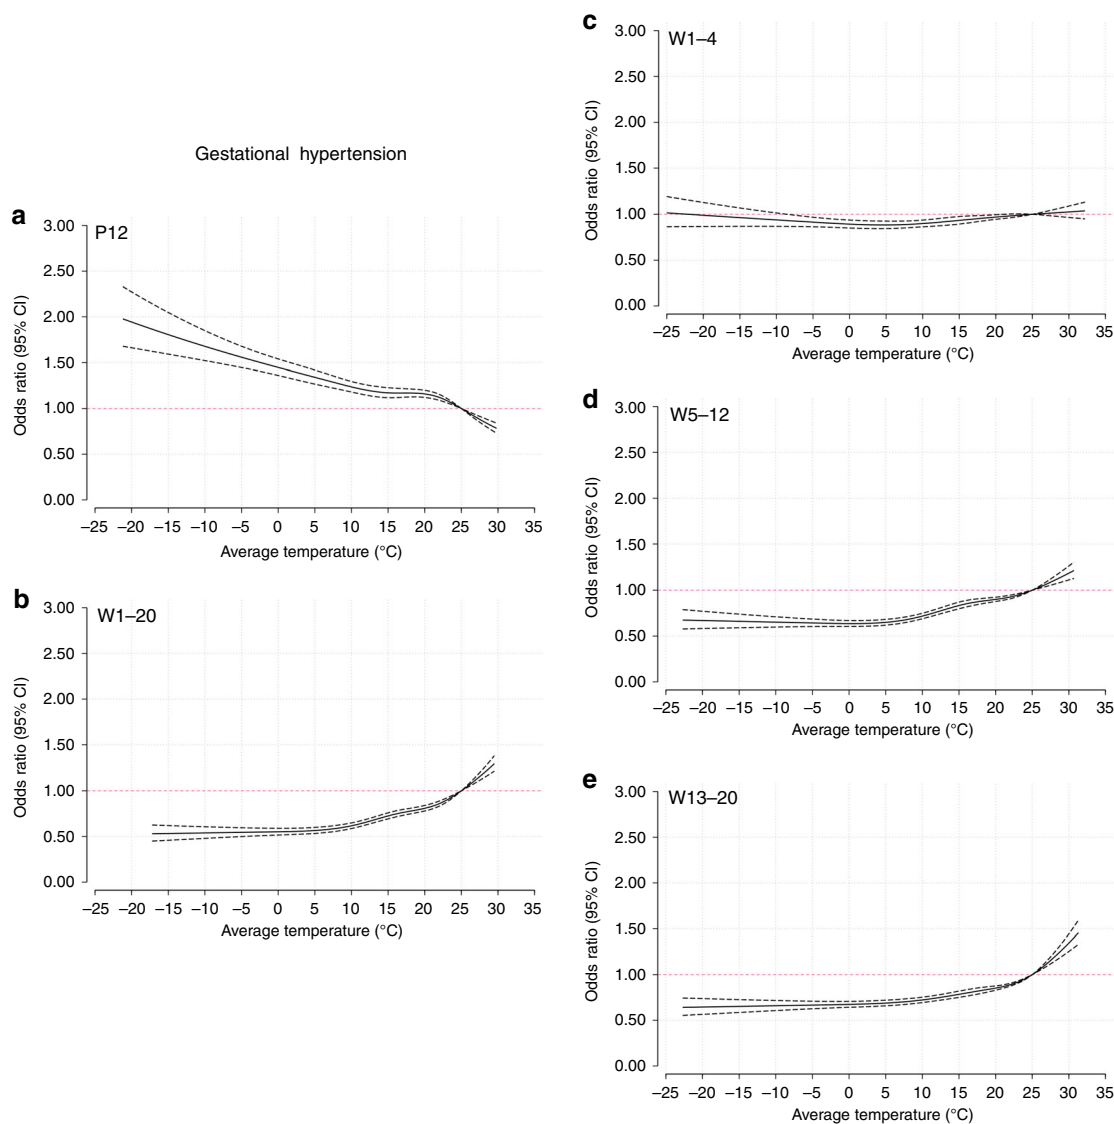 Gestational hypertension
a
P12
3.00
2.50
2.00
1.50
1.00
0.50
0.00
Odds ratio (95% CI)
–25 –20 –15 –10 –5 0 5 10 15 20 25 30 35
Average temperature (°C)
b
W1–20
3.00
2.50
2.00
1.50
1.00
0.50
0.00
Odds ratio (95% CI)
–25 –20 –15 –10 –5 0 5 10 15 20 25 30 35
Average temperature (°C)
c
W1–4
3.00
2.50
2.00
1.50
1.00
0.50
0.00
Odds ratio (95% CI)
–25 –20 –15 –10 –5 0 5 10 15 20 25 30 35
Average temperature (°C)
d
W5–12
3.00
2.50
2.00
1.50
1.00
0.50
0.00
Odds ratio (95% CI)
–25 –20 –15 –10 –5 0 5 10 15 20 25 30 35
Average temperature (°C)
e
W13–20
3.00
2.50
2.00
1.50
1.00
0.50
0.00
Odds ratio (95% CI)
–25 –20 –15 –10 –5 0 5 10 15 20 25 30 35
Average temperature (°C)